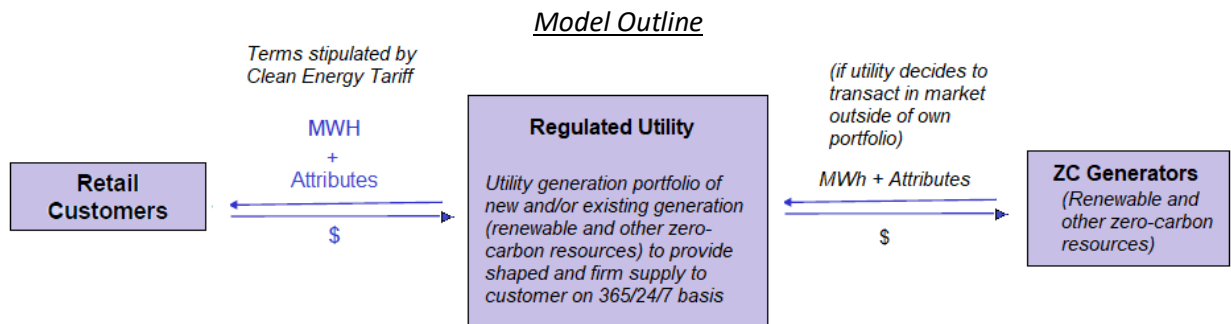 Model Outline
Terms stipulated by
Clean Energy Tariff
MWH
+
Attributes
$
Retail
Customers
Regulated Utility
Utility generation portfolio of
new and/or existing generation
(renewable and other zero-
carbon resources) to provide
shaped and firm supply to
customer on 365/24/7 basis
(if utility decides to
transact in market
outside of own
portfolio)
MWh + Attributes
$
ZC Generators
(Renewable and
other zero-carbon
resources)